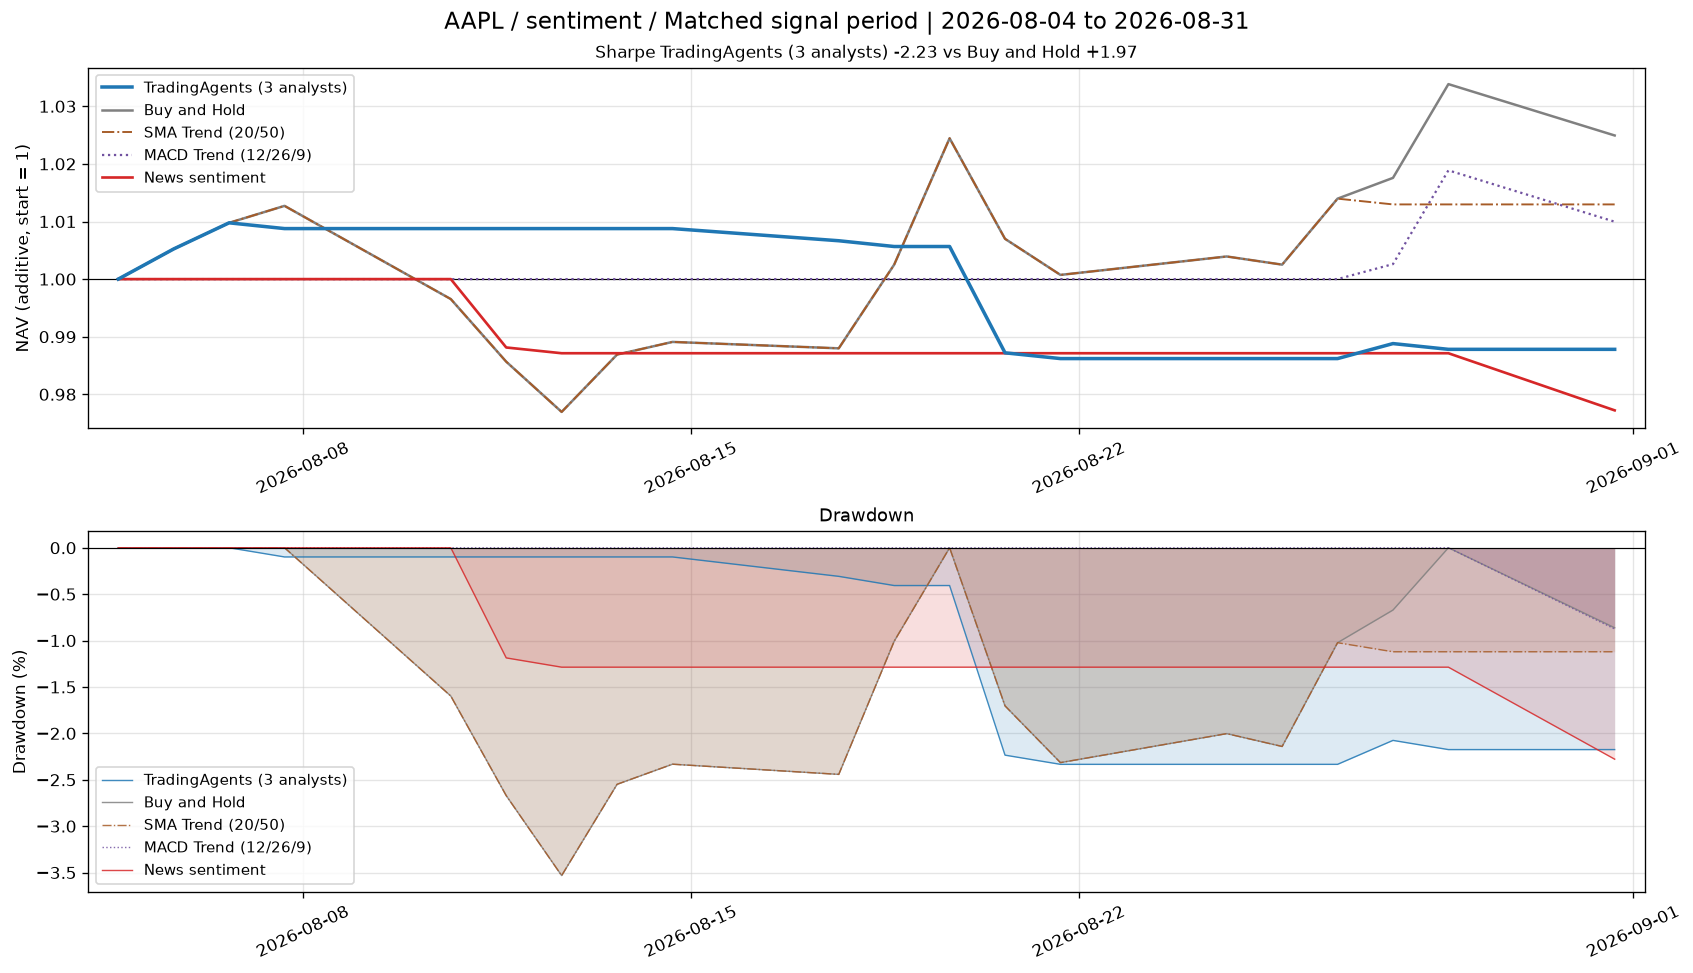 AAPL / sentiment / Matched signal period | 2026-08-04 to 2026-08-31
Sharpe TradingAgents (3 analysts) -2.23 vs Buy and Hold +1.97
NAV (additive, start = 1)
1.03
1.02
1.01
1.00
0.99
0.98
TradingAgents (3 analysts)
Buy and Hold
SMA Trend (20/50)
MACD Trend (12/26/9)
News sentiment
2026-08-08
2026-08-15
2026-08-22
2026-09-01
Drawdown
Drawdown (%)
0.0
−0.5
−1.0
−1.5
−2.0
−2.5
−3.0
−3.5
TradingAgents (3 analysts)
Buy and Hold
SMA Trend (20/50)
MACD Trend (12/26/9)
News sentiment
2026-08-08
2026-08-15
2026-08-22
2026-09-01